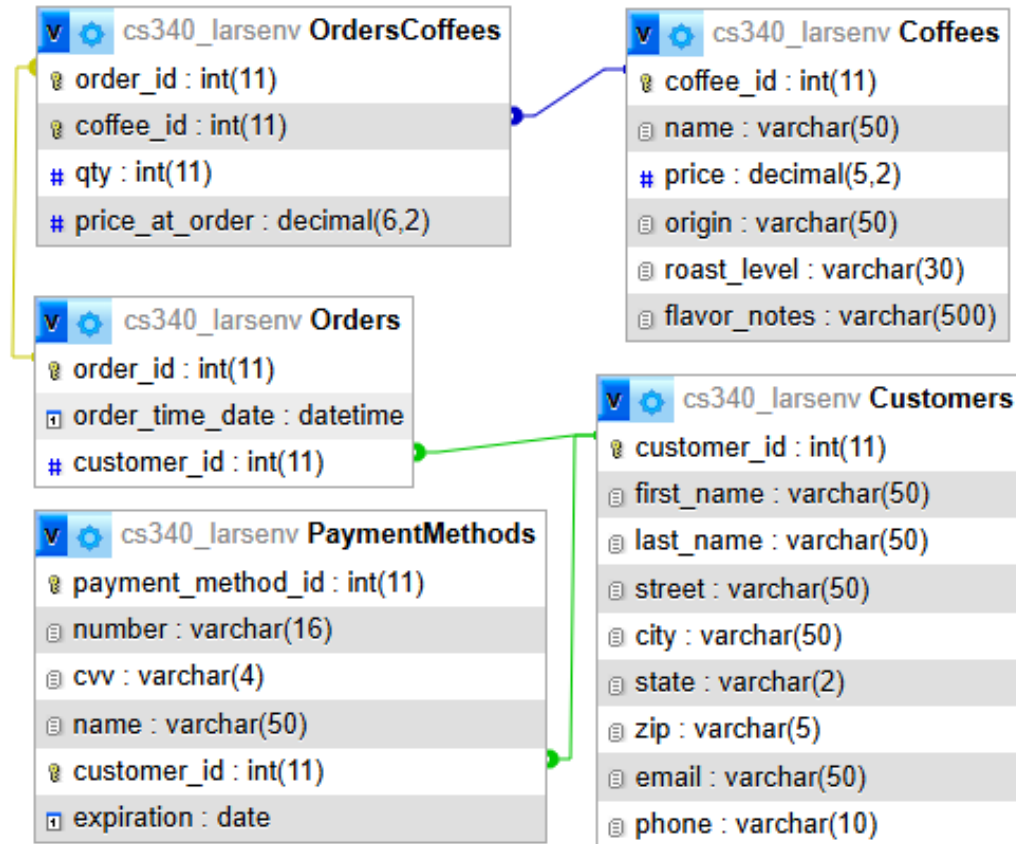 V cs340_larsenv OrdersCoffees
order_id : int(11)
coffee_id : int(11)
# qty : int(11)
# price_at_order : decimal(6,2)
V cs340_larsenv Coffees
coffee_id : int(11)
name : varchar(50)
# price : decimal(5,2)
origin : varchar(50)
roast_level : varchar(30)
flavor_notes : varchar(500)
V cs340_larsenv Orders
order_id : int(11)
order_time_date : datetime
# customer_id : int(11)
V cs340_larsenv Customers
customer_id : int(11)
first_name : varchar(50)
last_name : varchar(50)
street : varchar(50)
city : varchar(50)
state : varchar(2)
zip : varchar(5)
email : varchar(50)
phone : varchar(10)
V cs340_larsenv PaymentMethods
payment_method_id : int(11)
number : varchar(16)
cvv : varchar(4)
name : varchar(50)
customer_id : int(11)
expiration : date